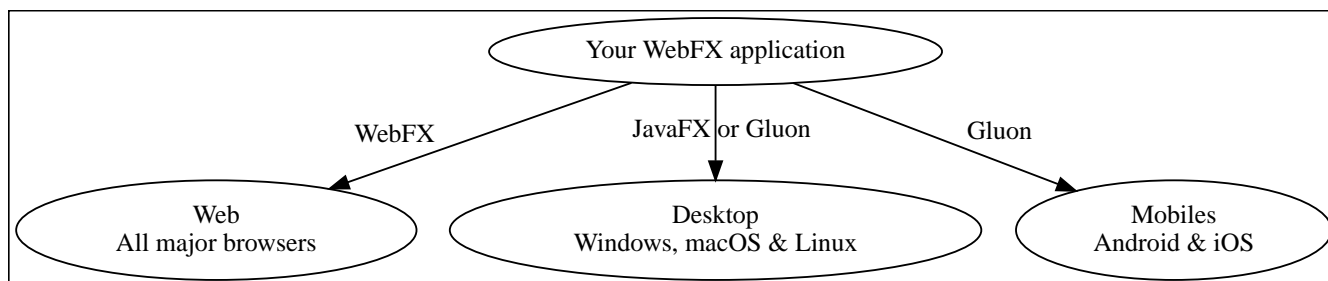 Your WebFX application
WebFX
JavaFX or Gluon
Gluon
Web
All major browsers
Desktop
Windows, macOS & Linux
Mobiles
Android & iOS